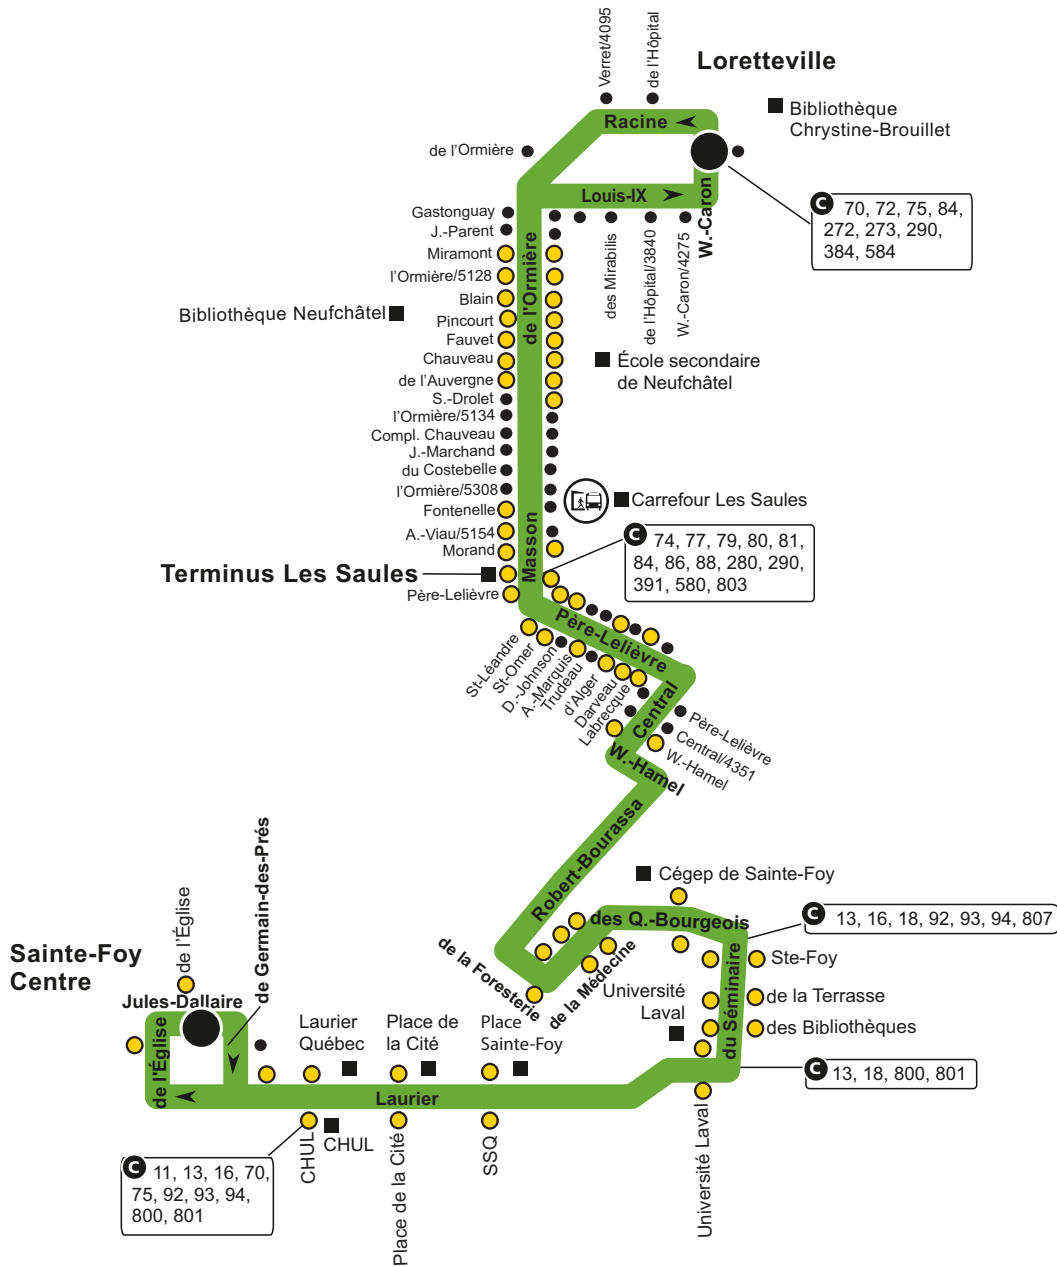 Verret/4095
de l'Hôpital
Loretteville
Bibliothèque
Chrystine-Brouillet
Racine
de l'Ormière
Louis-IX
W.-Caron
C 70, 72, 75, 84,
272, 273, 290,
384, 584
Gastonguay
J.-Parent
Miramont
l'Ormière/5128
Blain
Pincourt
Fauvet
Chauveau
de l'Auvergne
S.-Drolet
l'Ormière/5134
Compl. Chauveau
J.-Marchand
du Costebelle
l'Ormière/5308
Fontenelle
A.-Viau/5154
Morand
Bibliothèque Neufchâtel
de l'Ormière
des Mirabilis
de l'Hôpital/3840
W.-Caron/4275
École secondaire
de Neufchâtel
Carrefour Les Saules
Masson
C 74, 77, 79, 80, 81,
84, 86, 88, 280, 290,
391, 580, 803
Terminus Les Saules
Père-Lelièvre
Père-Lelièvre
St-Léandre
St-Omer
D.-Johnson
A.-Marquis
Trudeau
d'Alger
Darveau
Labrecque
Central
Père-Lelièvre
Central/4351
W.-Hamel
W.-Hamel
Robert-Bourassa
Cégep de Sainte-Foy
des Q.-Bourgeois
C 13, 16, 18, 92, 93, 94, 807
de la Foresterie
de la Médecine
Université
Laval
du Séminaire
Ste-Foy
de la Terrasse
des Bibliothèques
C 13, 18, 800, 801
Sainte-Foy
Centre
de l'Église
de Germain-des-Prés
Jules-Dallaire
de l'Église
Laurier
Québec
Place de
la Cité
Place
Sainte-Foy
Laurier
CHUL
CHUL
Place de la Cité
SSQ
Université Laval
C 11, 13, 16, 70,
75, 92, 93, 94,
800, 801